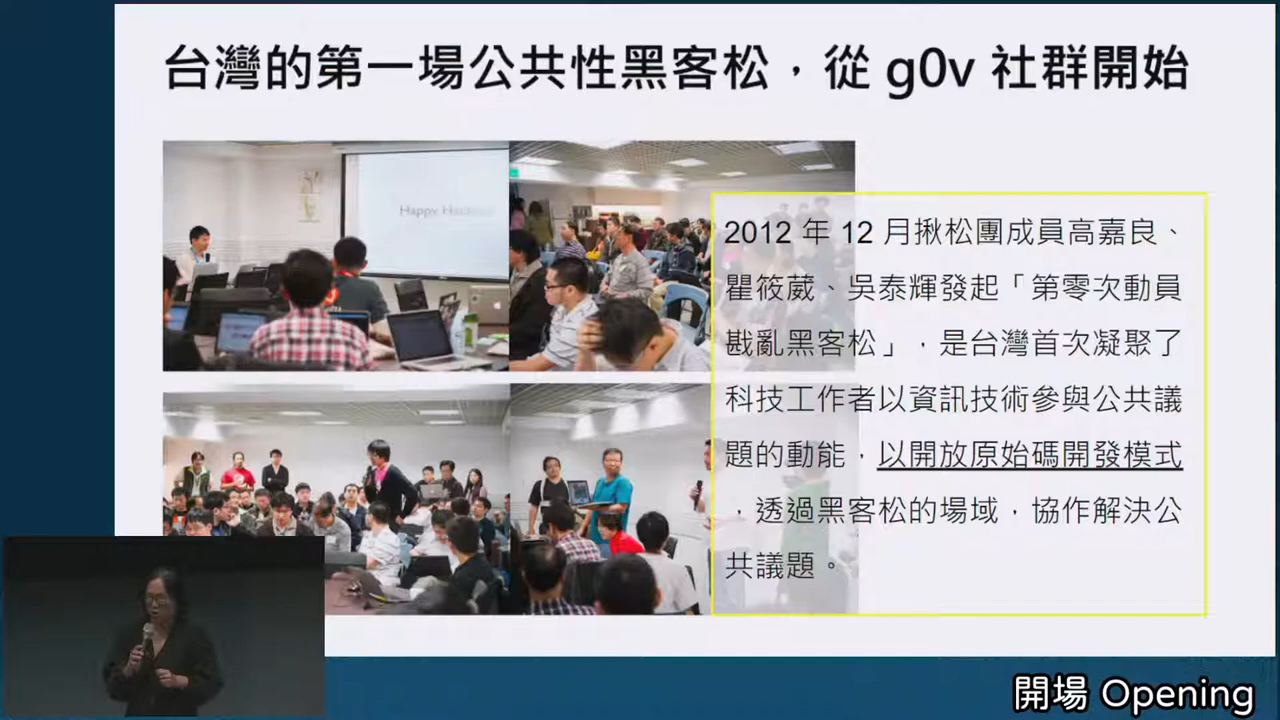 台灣的第一場公共性黑客松，從 g0v 社群開始
Happy Hacking
2012 年 12 月揪松團成員高嘉良、
瞿筱葳、吳泰輝發起「第零次動員
戡亂黑客松」，是台灣首次凝聚了
科技工作者以資訊技術參與公共議
題的動能，以開放原始碼開發模式
，透過黑客松的場域，協作解決公
共議題。
開場 Opening